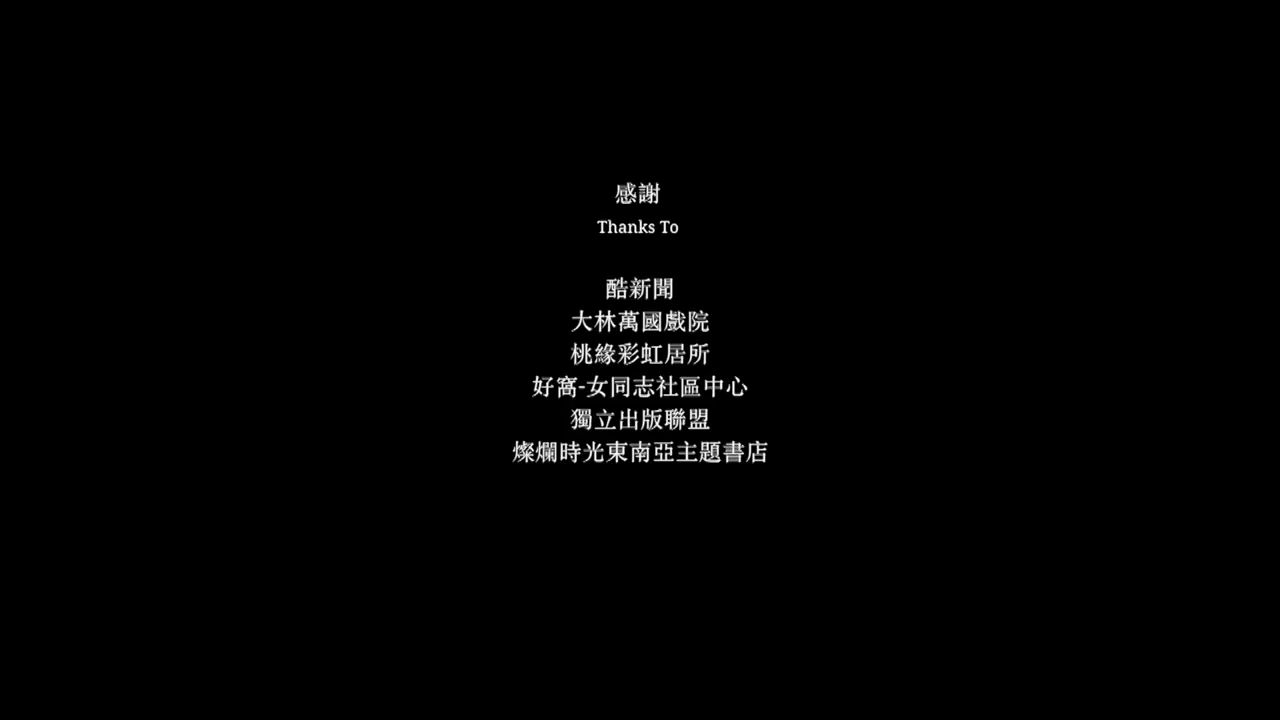 感謝
Thanks To
酷新聞
大林萬國戲院
桃緣彩虹居所
好窩-女同志社區中心
獨立出版聯盟
燦爛時光東南亞主題書店